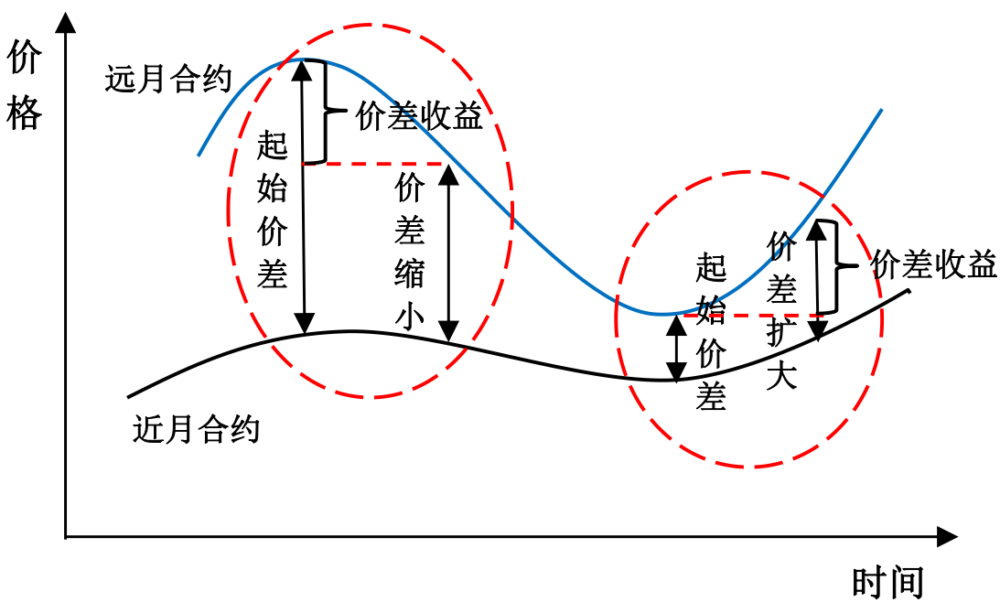 价格
远月合约
价差收益
起始价差
价差缩小
起始价差
价差扩大
价差收益
近月合约
时间